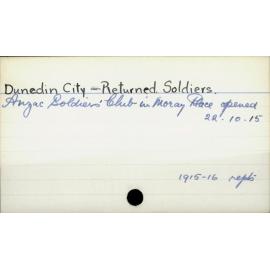 Dunedin City = Returned Soldiers.
Anzac Soldiers' Club in Moray Place opened
22-10-15
1915-16 repts